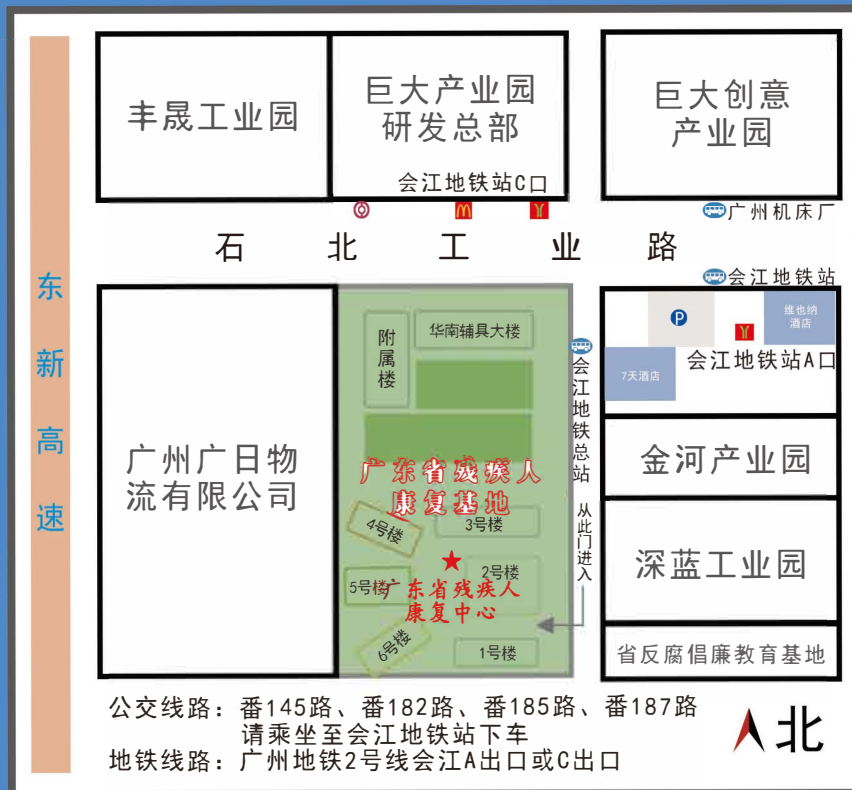 丰晟工业园
巨大产业园
研发总部
巨大创意
产业园
会江地铁站C口
广州机床厂
石北工业路
会江地铁站
东新高速
P
维也纳
酒店
7天酒店
会江地铁站A口
附属楼
华南辅具大楼
会江地铁总站
从此门进入
广州广日物
流有限公司
广东省残疾人
康复基地
4号楼
3号楼
5号楼
2号楼
广东省残疾人
康复中心
6号楼
1号楼
金河产业园
深蓝工业园
省反腐倡廉教育基地
公交线路：番145路、番182路、番185路、番187路
请乘坐至会江地铁站下车
地铁线路：广州地铁2号线会江A出口或C出口
北